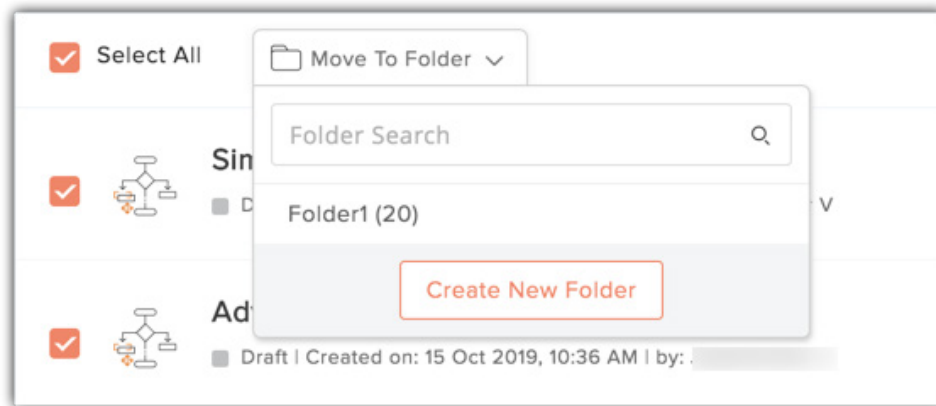 Select All
Move To Folder
Folder Search
Sim
D V
Folder1 (20)
Create New Folder
Draft | Created on: 15 Oct 2019, 10:36 AM | by: